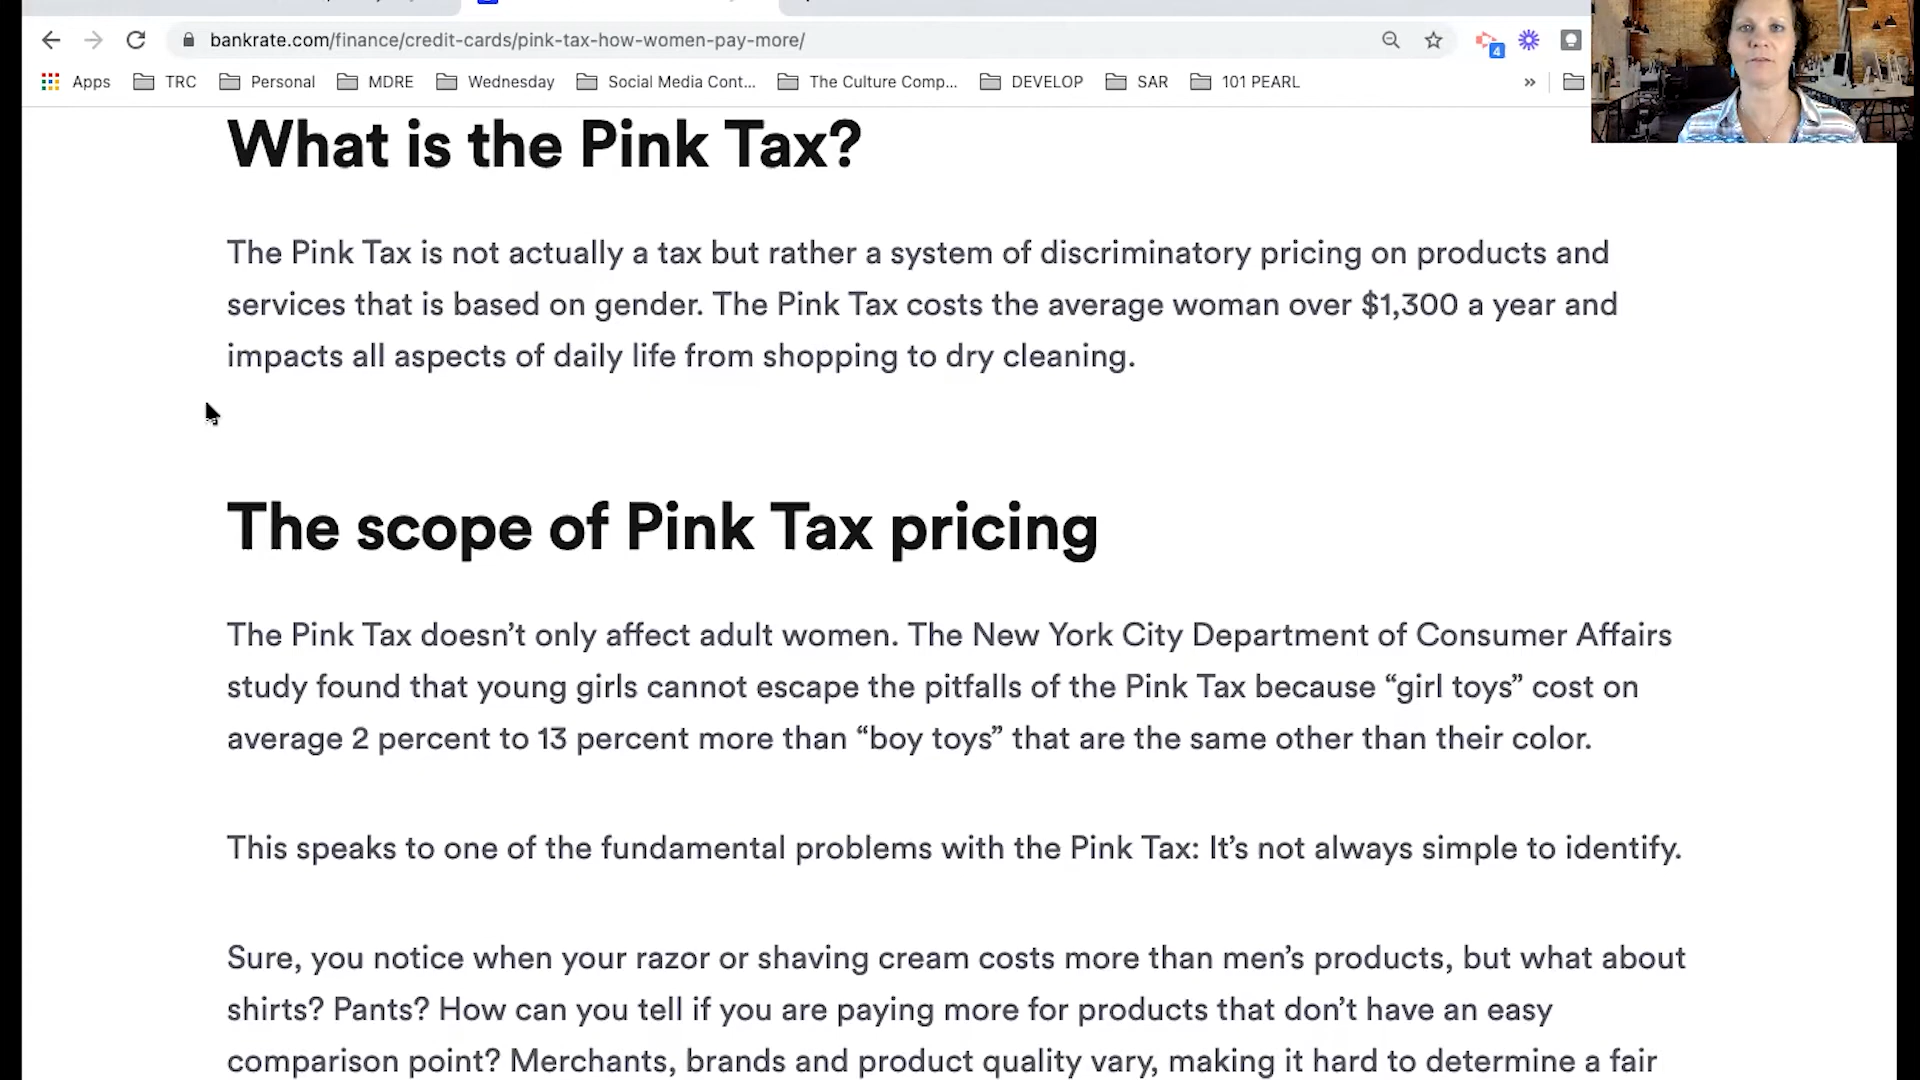 bankrate.com/finance/credit-cards/pink-tax-how-women-pay-more/
4
Apps TRC Personal MDRE Wednesday Social Media Cont... The Culture Comp... DEVELOP SAR 101 PEARL »
What is the Pink Tax?
The Pink Tax is not actually a tax but rather a system of discriminatory pricing on products and
services that is based on gender. The Pink Tax costs the average woman over $1,300 a year and
impacts all aspects of daily life from shopping to dry cleaning.
The scope of Pink Tax pricing
The Pink Tax doesn’t only affect adult women. The New York City Department of Consumer Affairs
study found that young girls cannot escape the pitfalls of the Pink Tax because “girl toys” cost on
average 2 percent to 13 percent more than “boy toys” that are the same other than their color.
This speaks to one of the fundamental problems with the Pink Tax: It’s not always simple to identify.
Sure, you notice when your razor or shaving cream costs more than men’s products, but what about
shirts? Pants? How can you tell if you are paying more for products that don’t have an easy
comparison point? Merchants, brands and product quality vary, making it hard to determine a fair